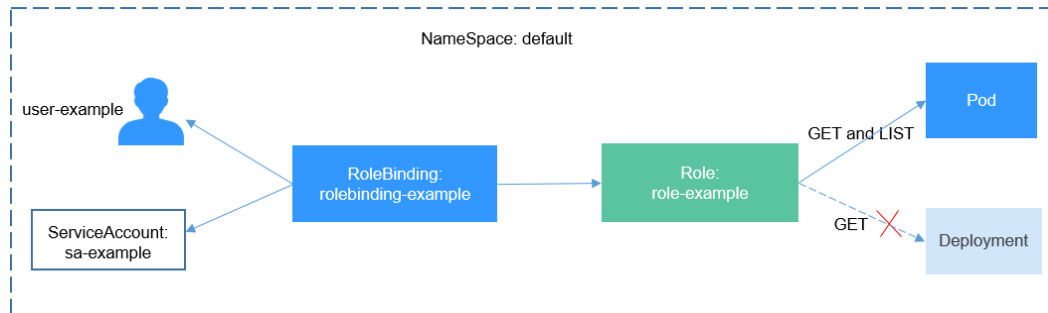 NameSpace: default
user-example
Pod
GET and LIST
RoleBinding:
rolebinding-example
Role:
role-example
ServiceAccount:
sa-example
GET
Deployment